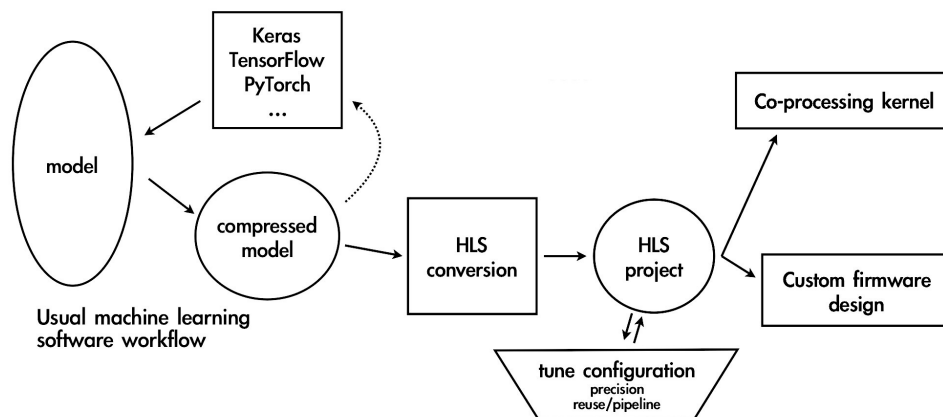 Keras
TensorFlow
PyTorch
...
model
compressed
model
Usual machine learning
software workflow
HLS
conversion
HLS
project
tune configuration
precision
reuse/pipeline
Co-processing kernel
Custom firmware
design